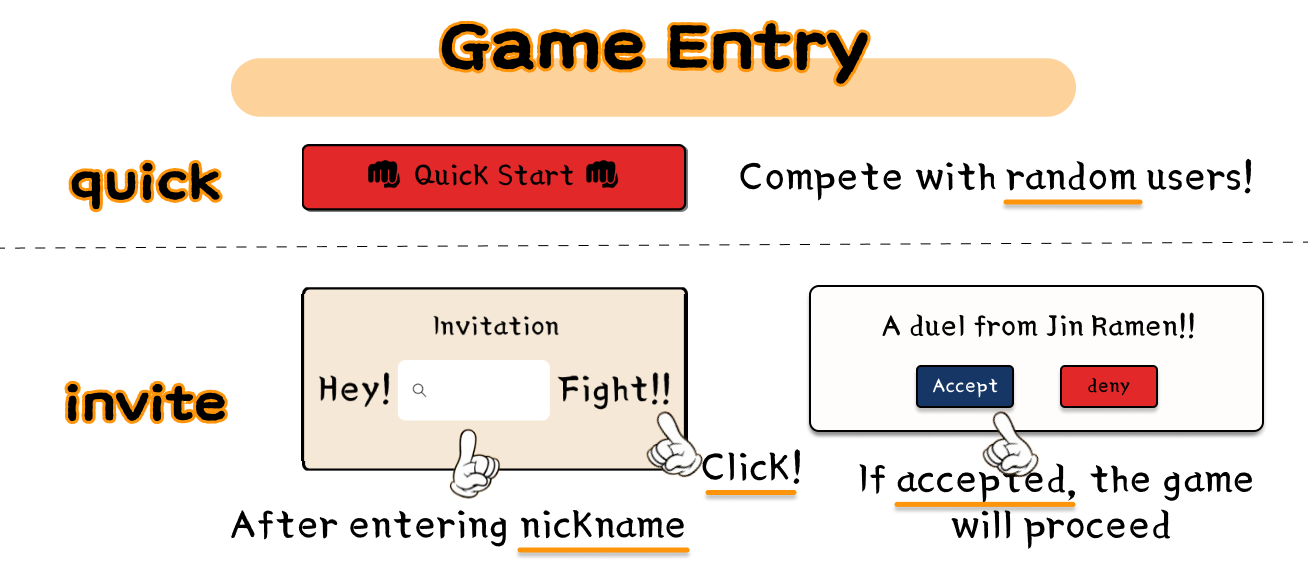 Game Entry
quick
Quick Start
Compete with random users!
invite
Invitation
Hey!
Fight!!
Click!
After entering nickname
A duel from Jin Ramen!!
Accept
deny
If accepted, the game
will proceed